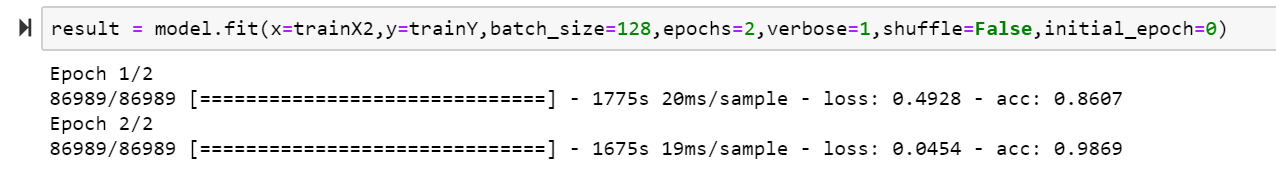 result = model.fit(x=trainX2,y=trainY,batch_size=128,epochs=2,verbose=1,shuffle=False,initial_epoch=0)
Epoch 1/2
86989/86989 [==============================] - 1775s 20ms/sample - loss: 0.4928 - acc: 0.8607
Epoch 2/2
86989/86989 [==============================] - 1675s 19ms/sample - loss: 0.0454 - acc: 0.9869